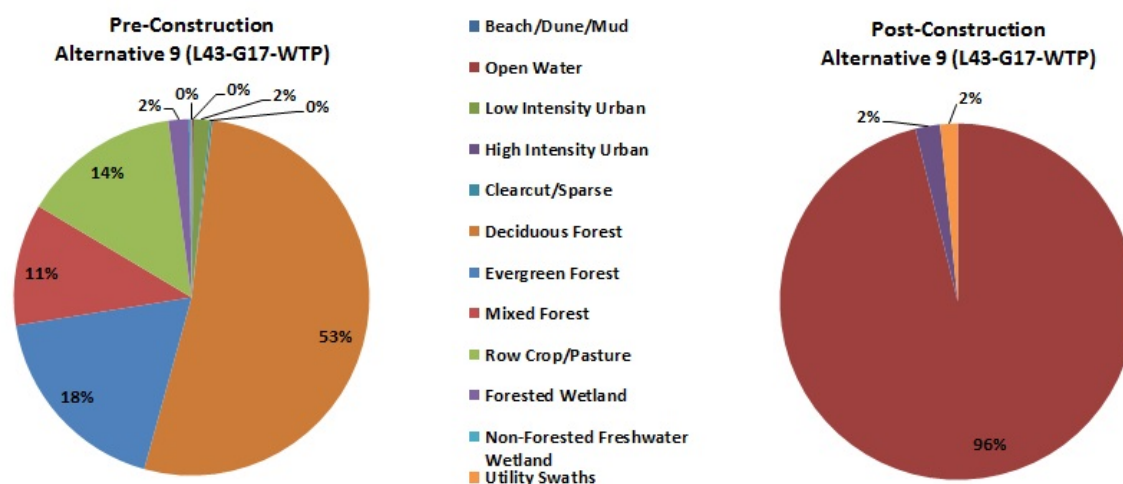 Pre-Construction
Alternative 9 (L43-G17-WTP)
2%
0%
0%
2%
0%
14%
11%
18%
53%
Beach/Dune/Mud
Open Water
Low Intensity Urban
High Intensity Urban
Clearcut/Sparse
Deciduous Forest
Evergreen Forest
Mixed Forest
Row Crop/Pasture
Forested Wetland
Non-Forested Freshwater
Wetland
Utility Swaths
Post-Construction
Alternative 9 (L43-G17-WTP)
2%
2%
96%